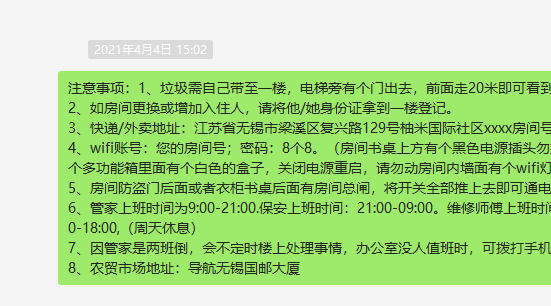 2021年4月4日 15:02
注意事项：1、垃圾需自己带至一楼，电梯旁有个门出去，前面走20米即可看到
2、如房间更换或增加入住人，请将他/她身份证拿到一楼登记。
3、快递/外卖地址：江苏省无锡市梁溪区复兴路129号柚米国际社区xxxx房间号
4、wifi账号：您的房间号；密码：8个8。（房间书桌上方有个黑色电源插头勿
个多功能箱里面有个白色的盒子，关闭电源重启，请勿动房间内墙面有个wifi灯
5、房间防盗门后面或者衣柜书桌后面有房间总闸，将开关全部推上去即可通电
6、管家上班时间为9:00-21:00.保安上班时间：21:00-09:00。维修师傅上班时间
0-18:00,（周天休息）
7、因管家是两班倒，会不定时楼上处理事情，办公室没人值班时，可拨打手机
8、农贸市场地址：导航无锡国邮大厦